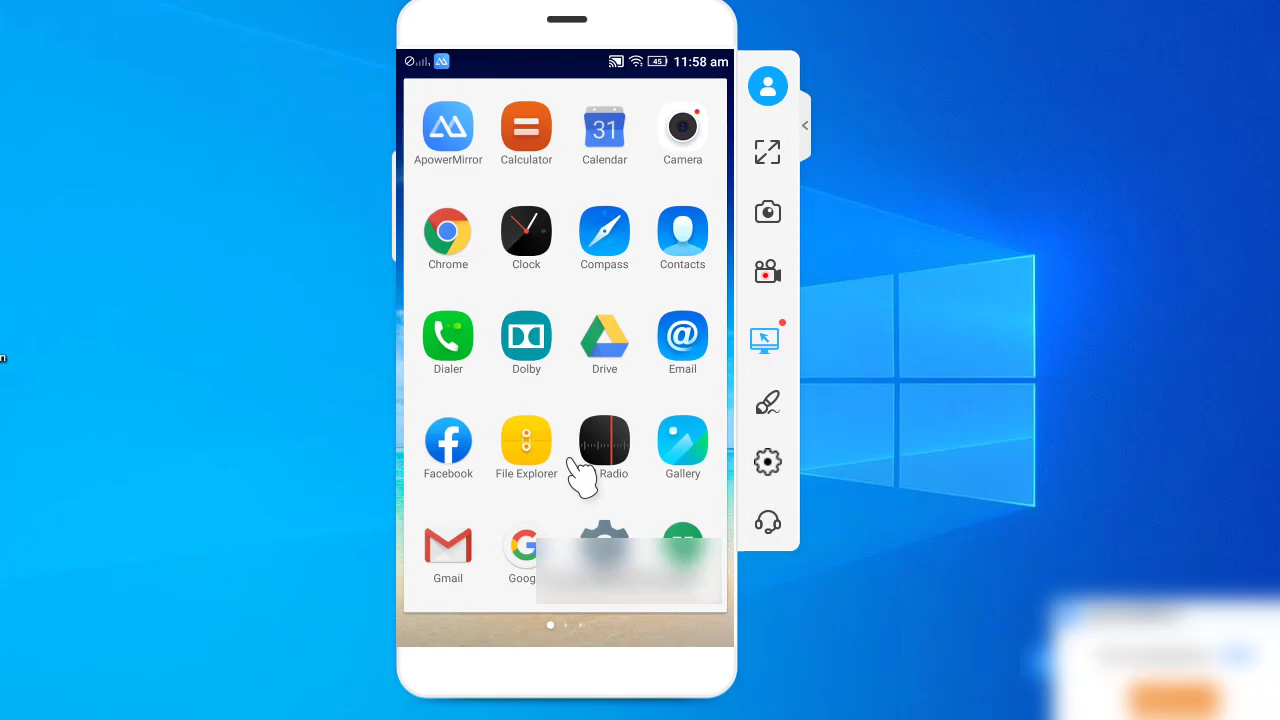 45 11:58 am
31
ApowerMirror Calculator Calendar Camera
Chrome Clock Compass Contacts
Dialer Dolby Drive Email
Facebook File Explorer Radio Gallery
Gmail